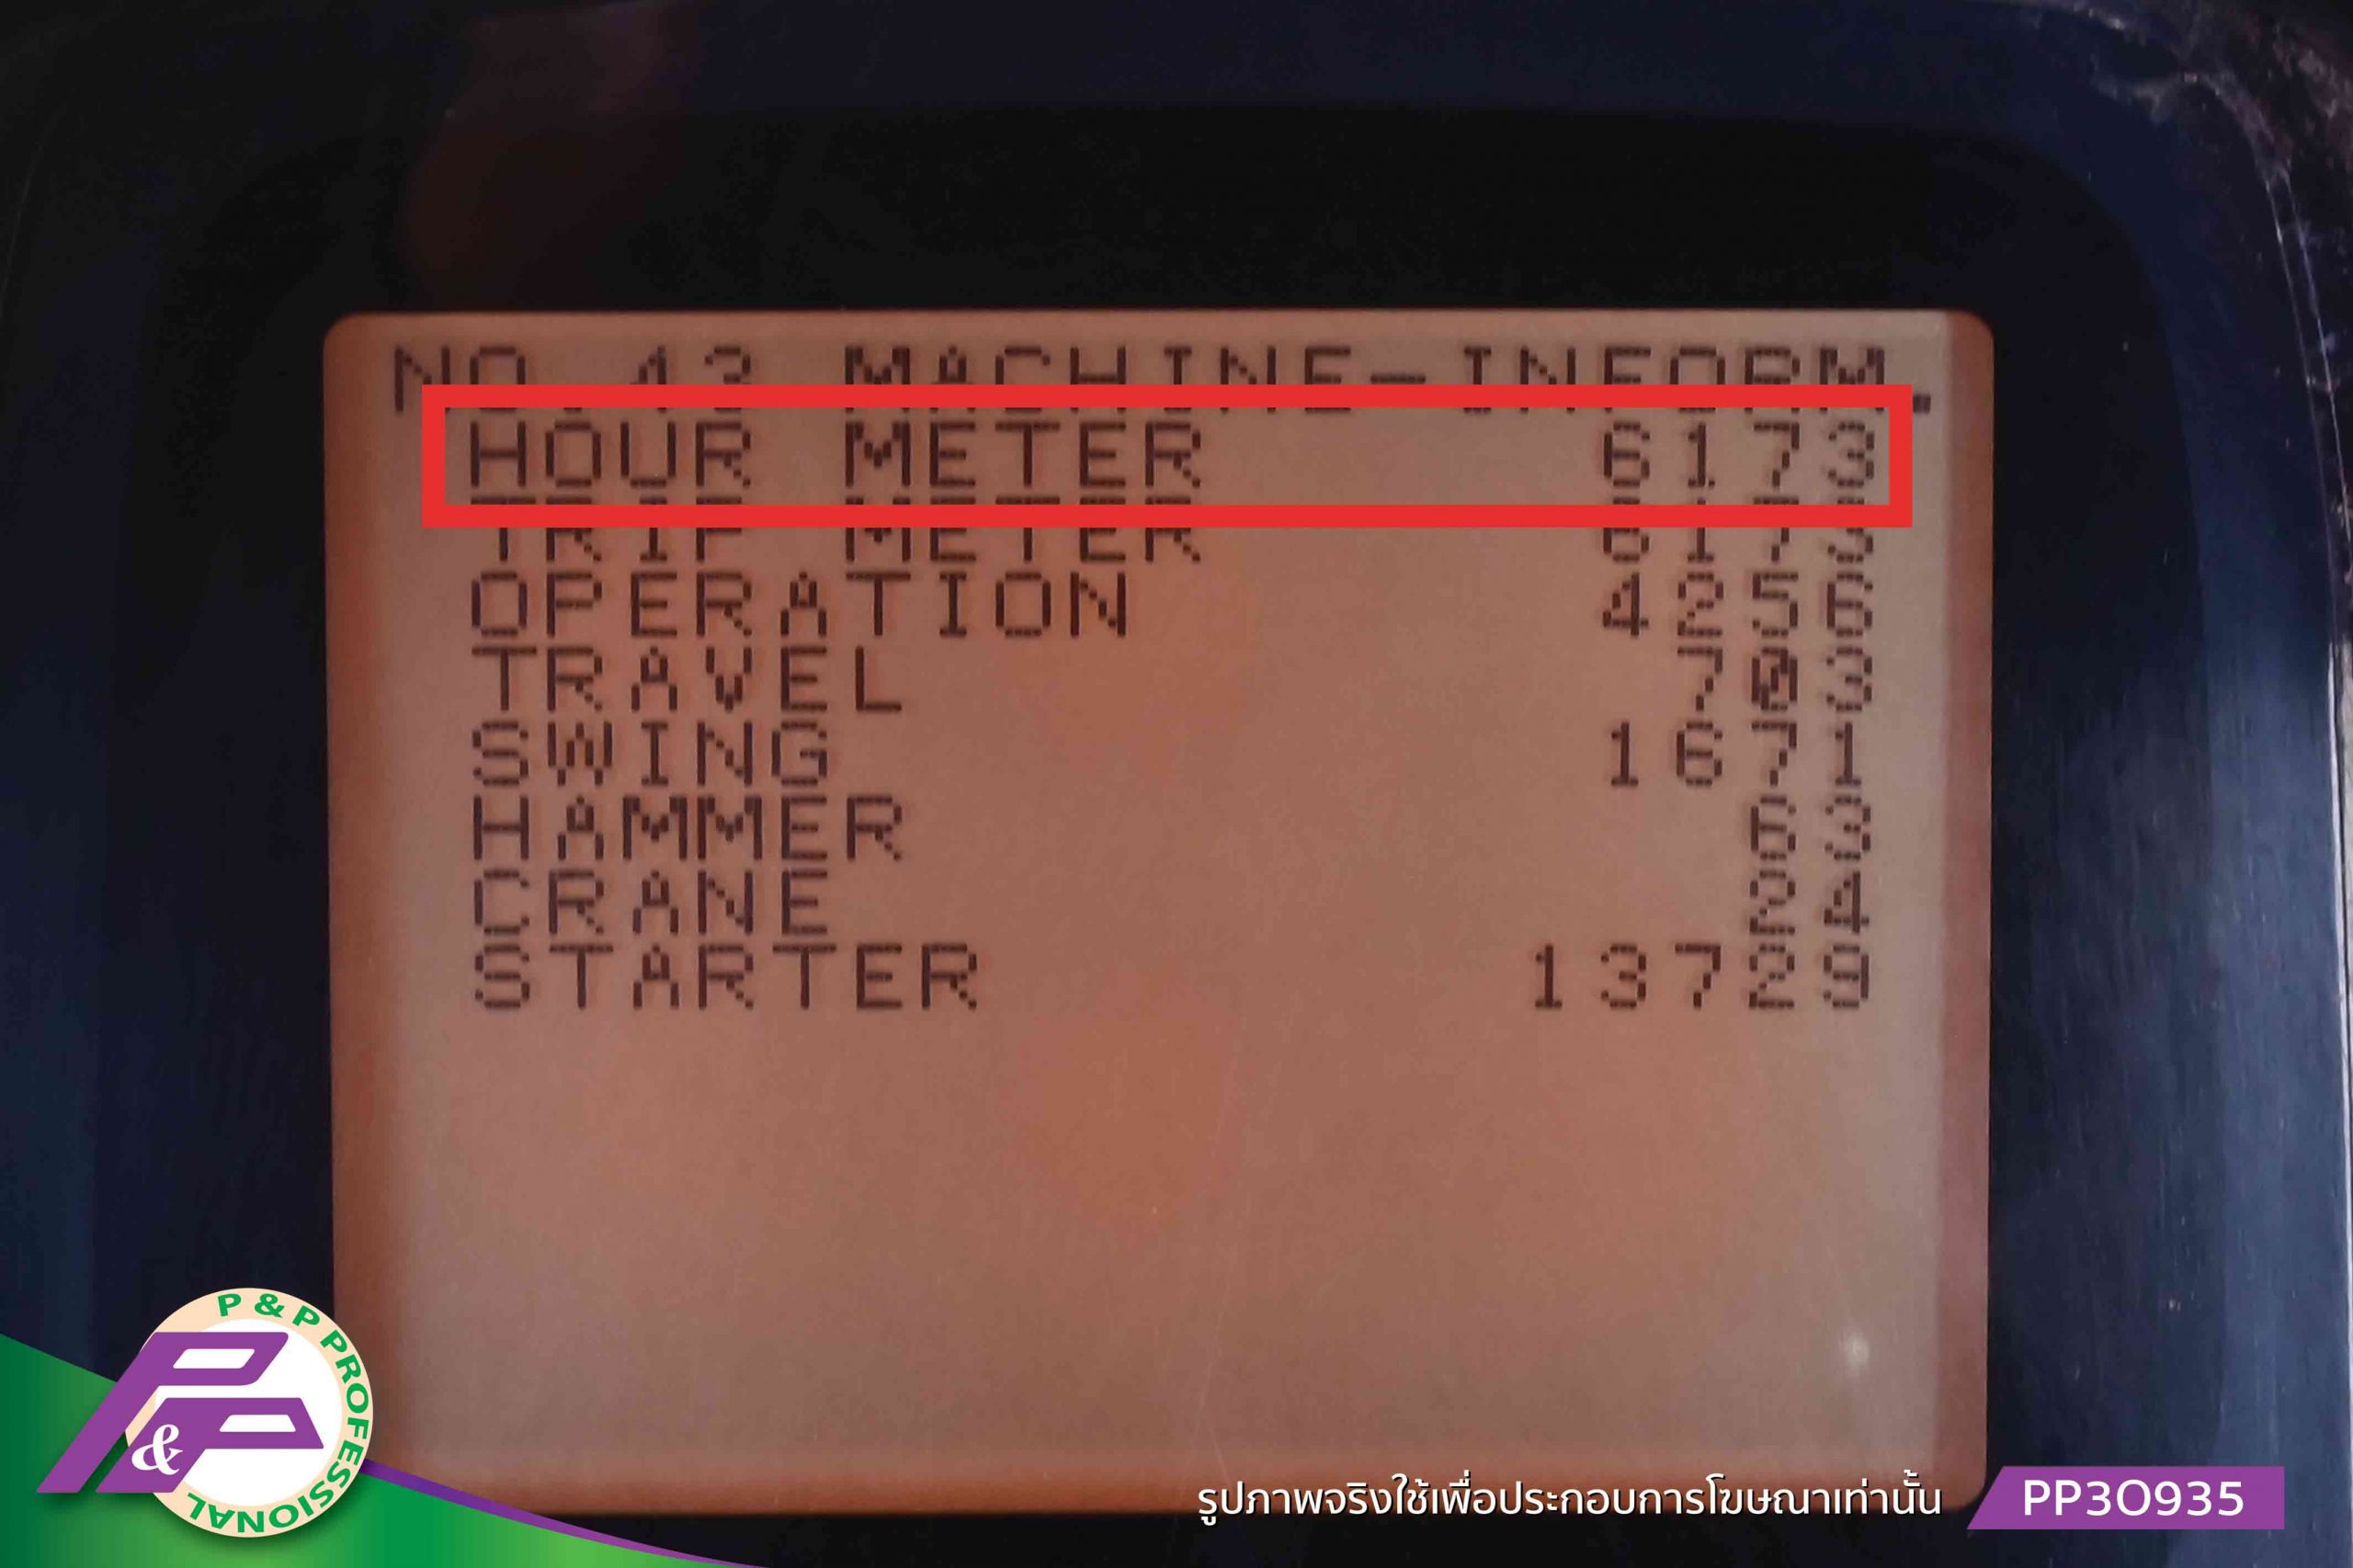 NO.43 MACHINE-INFORM.
HOUR METER 6173
TRIP METER 6173
OPERATION 4256
TRAVEL 703
SWING 1671
HAMMER 63
CRANE 24
STARTER 13729
P & P PROFESSIONAL
P&P
รูปภาพจริงใช้เพื่อประกอบการโฆษณาเท่านั้น
PP3O935